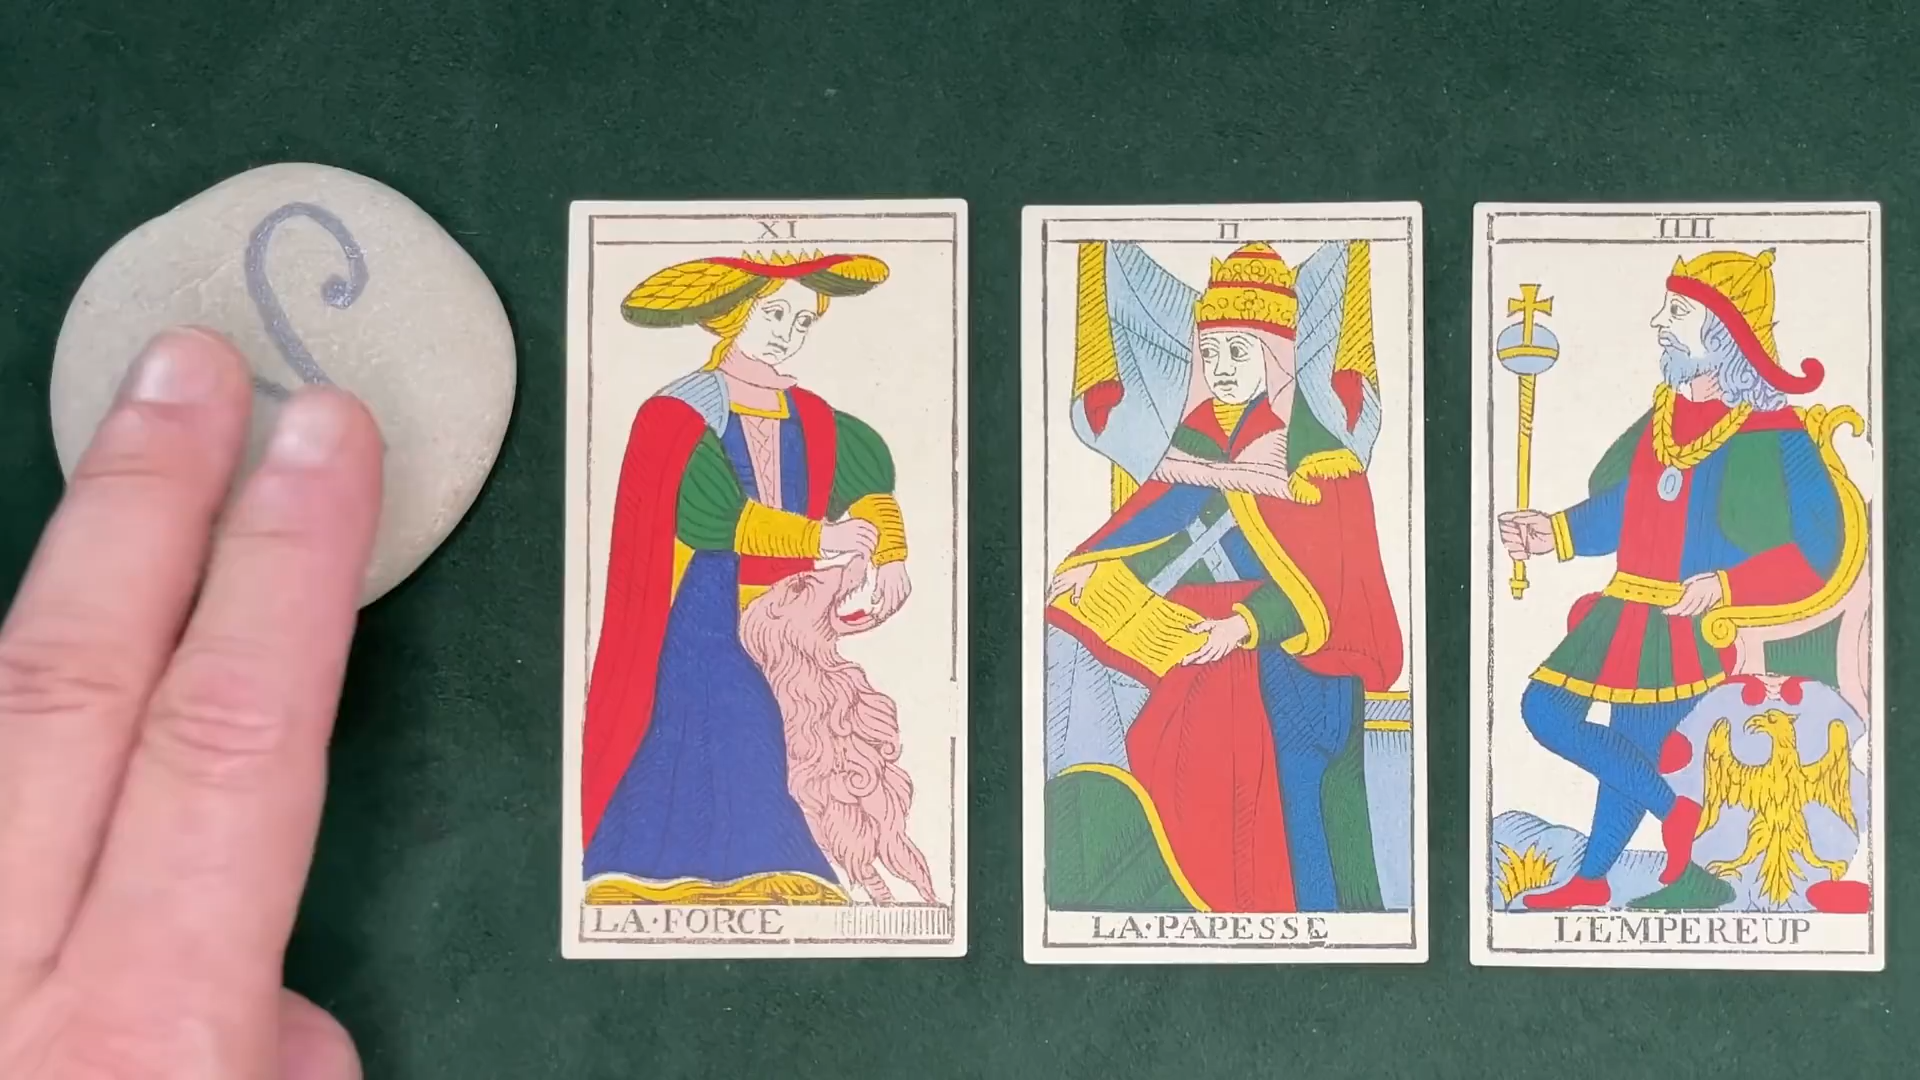 XI
LA·FORCE
II
LA·PAPESSE
IIII
L'EMPEREUP